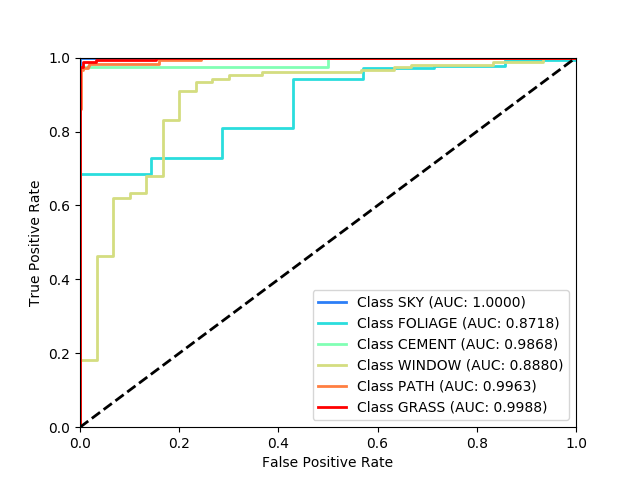 1.0
0.8
0.6
0.4
0.2
0.0
True Positive Rate
Class SKY (AUC: 1.0000)
Class FOLIAGE (AUC: 0.8718)
Class CEMENT (AUC: 0.9868)
Class WINDOW (AUC: 0.8880)
Class PATH (AUC: 0.9963)
Class GRASS (AUC: 0.9988)
0.0 0.2 0.4 0.6 0.8 1.0
False Positive Rate